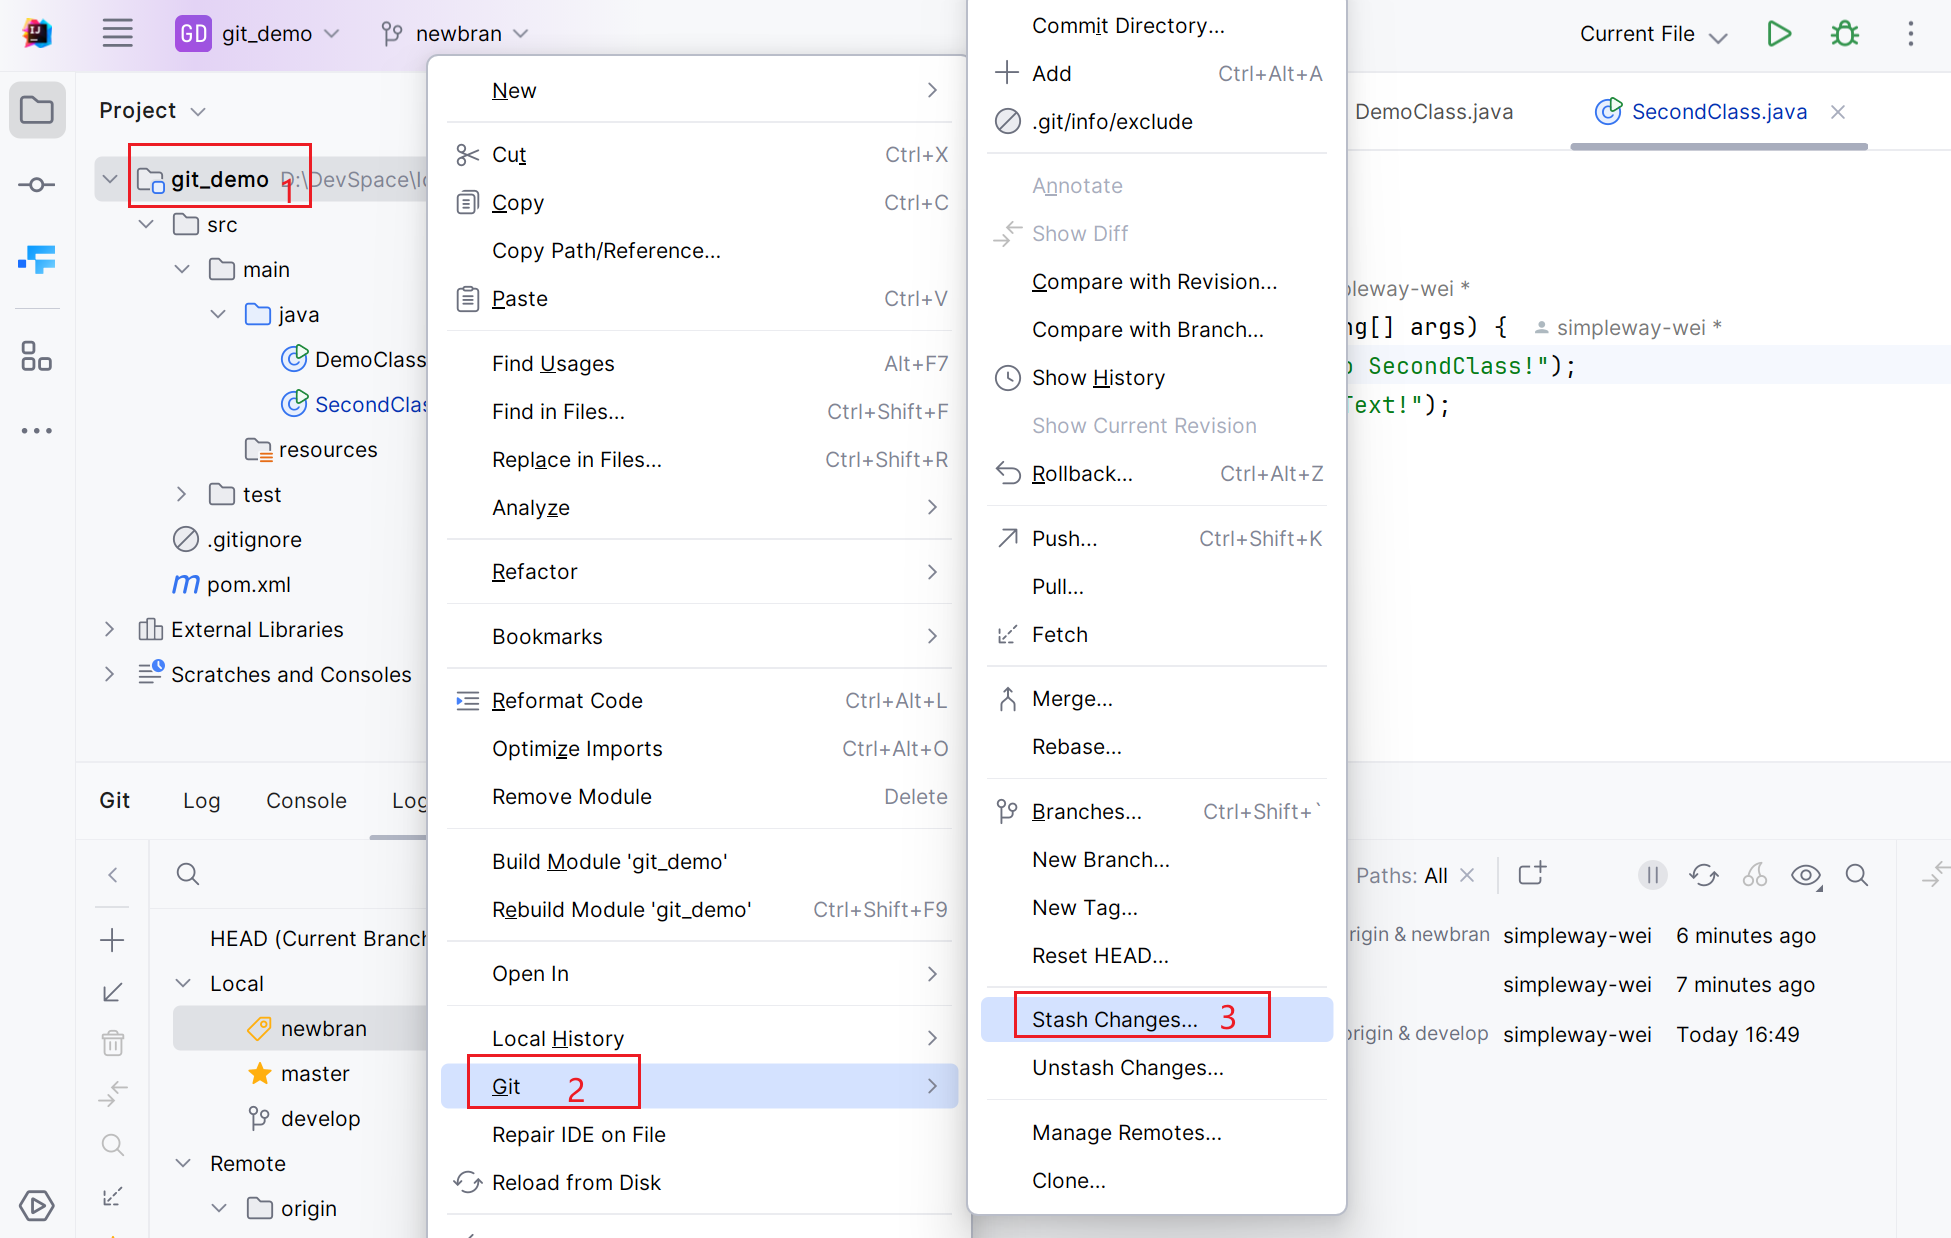 GD git_demo
newbran
Current File
Project
git_demo D:\DevSpace\
1
src
main
java
DemoClass
SecondClas
resources
test
.gitignore
pom.xml
External Libraries
Scratches and Consoles
New
Cut Ctrl+X
Copy Ctrl+C
Copy Path/Reference...
Paste Ctrl+V
Find Usages Alt+F7
Find in Files... Ctrl+Shift+F
Replace in Files... Ctrl+Shift+R
Analyze
Refactor
Bookmarks
Reformat Code Ctrl+Alt+L
Optimize Imports Ctrl+Alt+O
Remove Module Delete
Build Module 'git_demo'
Rebuild Module 'git_demo' Ctrl+Shift+F9
Open In
Local History
Git 2
Repair IDE on File
Reload from Disk
Commit Directory...
Add Ctrl+Alt+A
.git/info/exclude
Annotate
Show Diff
Compare with Revision...
Compare with Branch...
Show History
Show Current Revision
Rollback... Ctrl+Alt+Z
Push... Ctrl+Shift+K
Pull...
Fetch
Merge...
Rebase...
Branches... Ctrl+Shift+`
New Branch...
New Tag...
Reset HEAD...
Stash Changes... 3
Unstash Changes...
Manage Remotes...
Clone...
DemoClass.java
SecondClass.java
leway-wei *
ng[] args) { simpleway-wei *
SecondClass!");
Text!");
Git Log Console Log
HEAD (Current Branch
Local
newbran
master
develop
Remote
origin
Paths: All
rigin & newbran simpleway-wei 6 minutes ago
simpleway-wei 7 minutes ago
origin & develop simpleway-wei Today 16:49